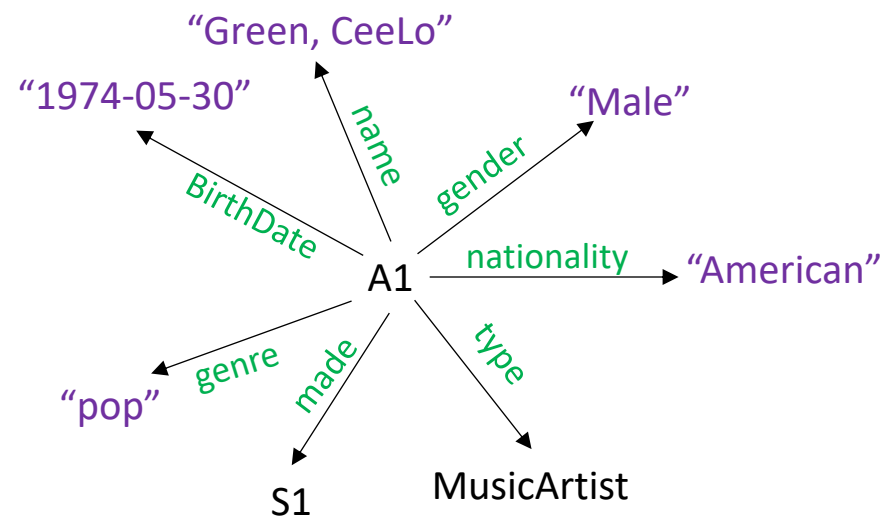 “Green, CeeLo”
“1974-05-30”
“Male”
name
gender
BirthDate
nationality
“American”
A1
genre
made
type
“pop”
S1
MusicArtist